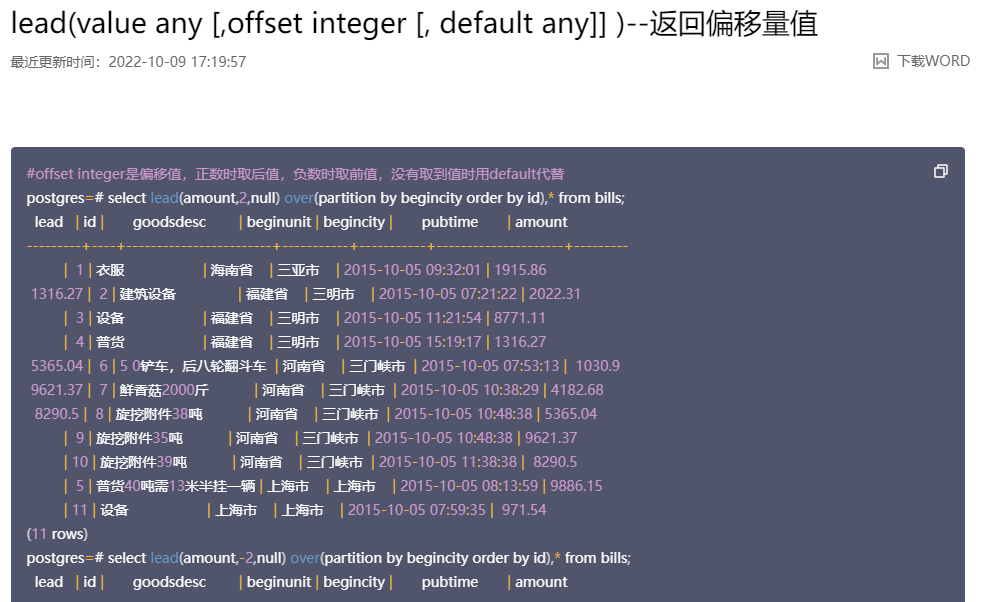 lead(value any [,offset integer [, default any]] )--返回偏移量值
最近更新时间：2022-10-09 17:19:57
下载WORD
#offset integer是偏移值，正数时取后值，负数时取前值，没有取到值时用default代替
postgres=# select lead(amount,2,null) over(partition by begincity order by id),* from bills;
lead | id | goodsdesc | beginunit | begincity | pubtime | amount
---------+----+------------------------+-----------+-----------+---------------------+---------
| 1 | 衣服 | 海南省 | 三亚市 | 2015-10-05 09:32:01 | 1915.86
1316.27 | 2 | 建筑设备 | 福建省 | 三明市 | 2015-10-05 07:21:22 | 2022.31
| 3 | 设备 | 福建省 | 三明市 | 2015-10-05 11:21:54 | 8771.11
| 4 | 普货 | 福建省 | 三明市 | 2015-10-05 15:19:17 | 1316.27
5365.04 | 6 | 5 0铲车，后八轮翻斗车 | 河南省 | 三门峡市 | 2015-10-05 07:53:13 | 1030.9
9621.37 | 7 | 鲜香菇2000斤 | 河南省 | 三门峡市 | 2015-10-05 10:38:29 | 4182.68
8290.5 | 8 | 旋挖附件38吨 | 河南省 | 三门峡市 | 2015-10-05 10:48:38 | 5365.04
| 9 | 旋挖附件35吨 | 河南省 | 三门峡市 | 2015-10-05 10:48:38 | 9621.37
| 10 | 旋挖附件39吨 | 河南省 | 三门峡市 | 2015-10-05 11:38:38 | 8290.5
| 5 | 普货40吨需13米半挂一辆 | 上海市 | 上海市 | 2015-10-05 08:13:59 | 9886.15
| 11 | 设备 | 上海市 | 上海市 | 2015-10-05 07:59:35 | 971.54
(11 rows)
postgres=# select lead(amount,-2,null) over(partition by begincity order by id),* from bills;
lead | id | goodsdesc | beginunit | begincity | pubtime | amount